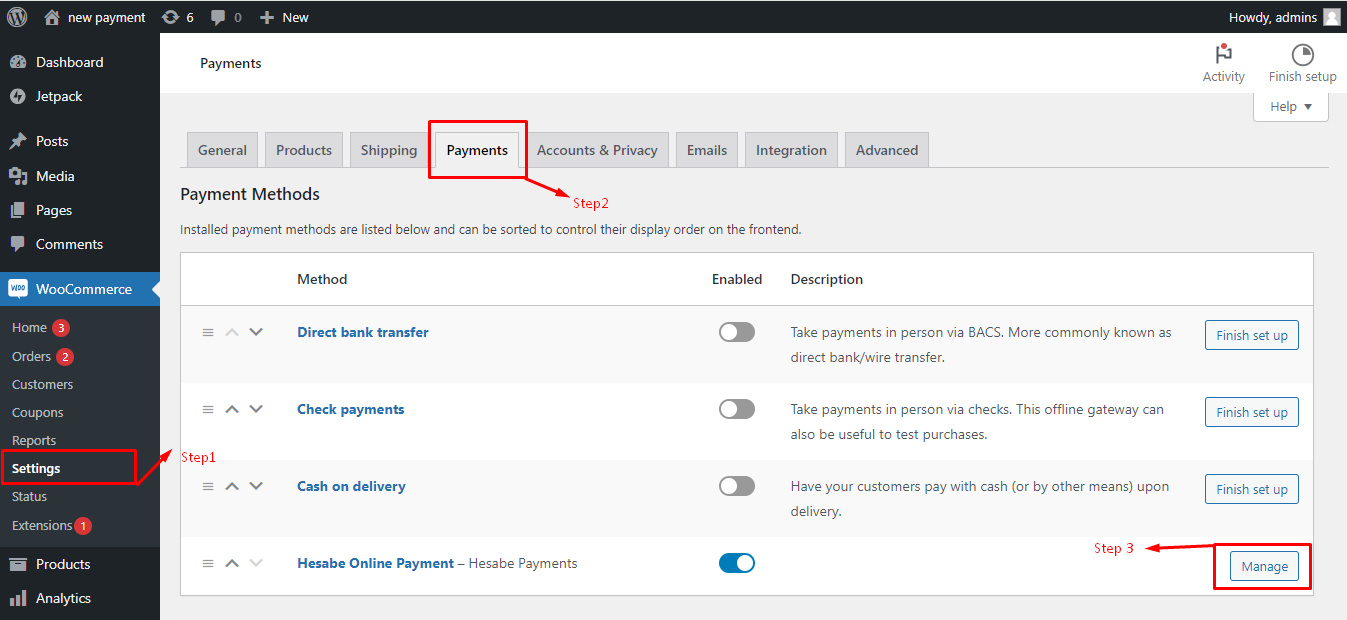 new payment 6 0 New Howdy, admins
Dashboard
Jetpack
Posts
Media
Pages
Comments
WOO WooCommerce
Home 3
Orders 2
Customers
Coupons
Reports
Settings
Status
Extensions 1
Products
Analytics
Payments
Activity
Finish setup
Help
General Products Shipping Payments Accounts & Privacy Emails Integration Advanced
Step2
Payment Methods
Installed payment methods are listed below and can be sorted to control their display order on the frontend.
Method Enabled Description
Direct bank transfer
Take payments in person via BACS. More commonly known as
direct bank/wire transfer.
Finish set up
Check payments
Take payments in person via checks. This offline gateway can
also be useful to test purchases.
Finish set up
Step1
Cash on delivery
Have your customers pay with cash (or by other means) upon
delivery.
Finish set up
Step 3
Hesabe Online Payment – Hesabe Payments
Manage